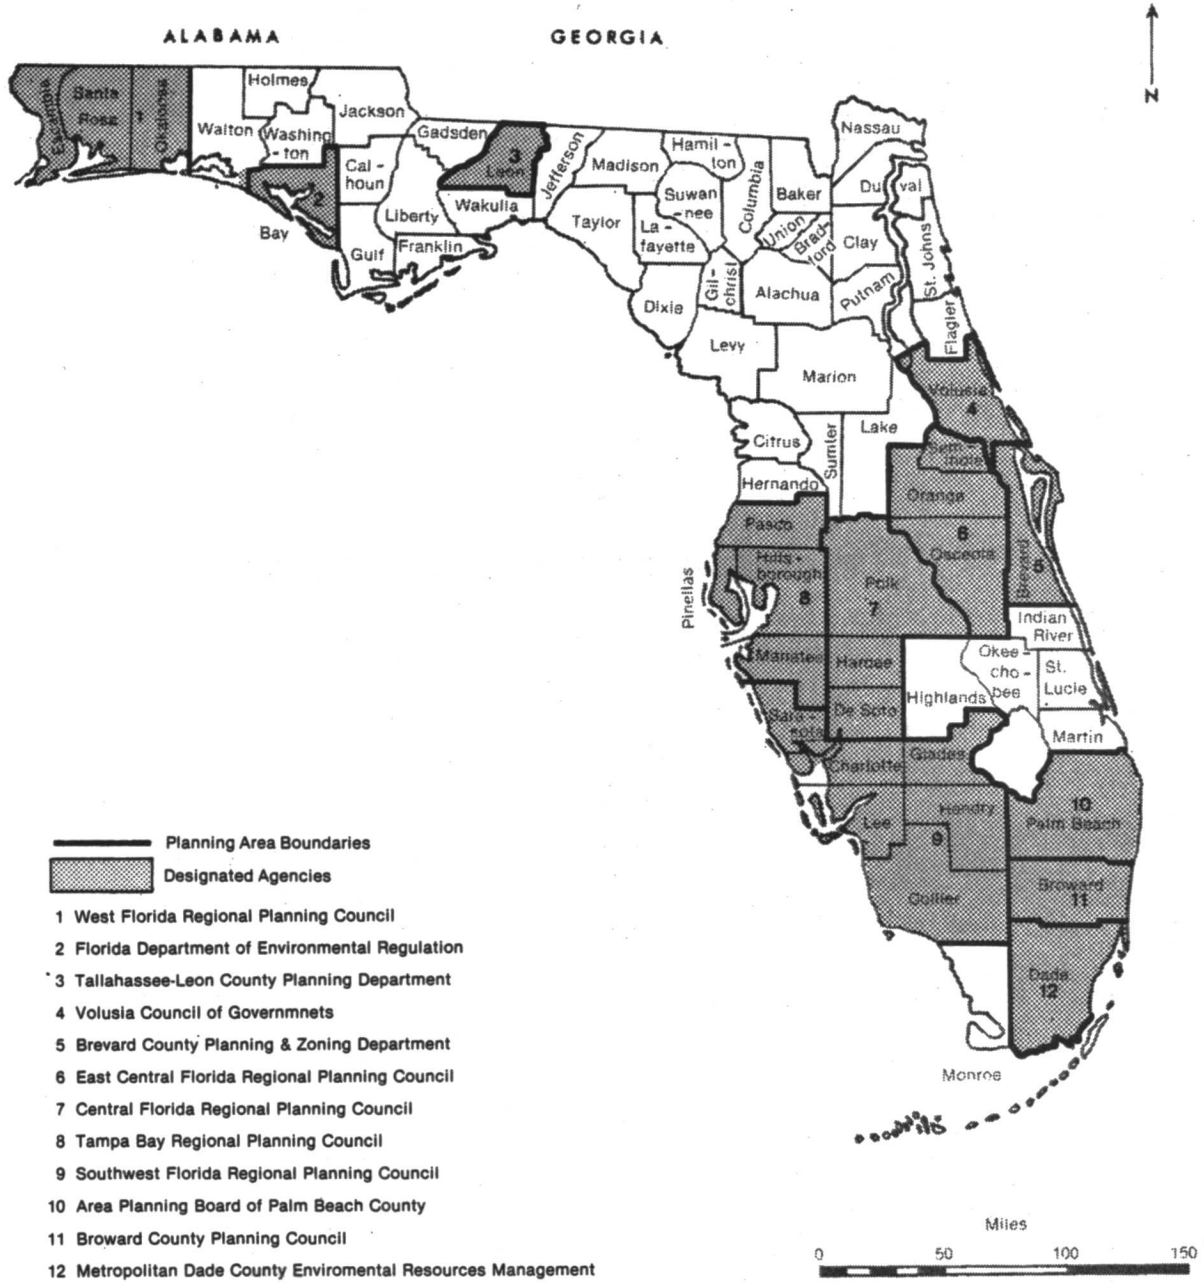 ALABAMA GEORGIA
N
Escambia
Santa
Rosa
1
Okaloosa
Walton
Holmes
Washing
-ton
Jackson
2
Bay
Cal-
houn
Gulf
Gadsden
Liberty
Franklin
3
Leon
Wakulla
Jefferson
Madison
Taylor
Hamil-
ton
Suwan
-nee
La-
fayette
Dixie
Columbia
Gil-
christ
Baker
Union
Brad-
ford
Alachua
Nassau
Duval
Clay
St. Johns
Putnam
Flagler
Levy
Marion
Volusia
4
Citrus
Sumter
Lake
Hernando
Semi-
nole
Orange
6
Osceola
Brevard
5
Pasco
Pinellas
Hills-
borough
8
Polk
7
Indian
River
Manatee
Hardee
Okee-
cho-
bee
St.
Lucie
Highlands
Sara-
sota
De Soto
Martin
Charlotte
Glades
Lee
Hendry
9
10
Palm Beach
Collier
Broward
11
Dade
12
Monroe
Planning Area Boundaries
Designated Agencies
1 West Florida Regional Planning Council
2 Florida Department of Environmental Regulation
3 Tallahassee-Leon County Planning Department
4 Volusia Council of Governmnets
5 Brevard County Planning & Zoning Department
6 East Central Florida Regional Planning Council
7 Central Florida Regional Planning Council
8 Tampa Bay Regional Planning Council
9 Southwest Florida Regional Planning Council
10 Area Planning Board of Palm Beach County
11 Broward County Planning Council
12 Metropolitan Dade County Enviromental Resources Management
Miles
0 50 100 150